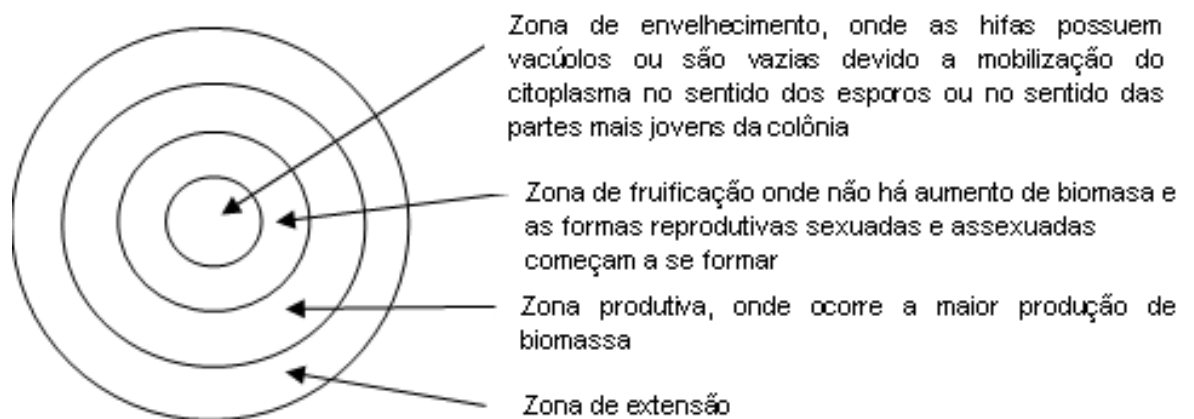 Zona de envelhecimento, onde as hifas possuem
vacúolos ou são vazias devido a mobilização do
citoplasma no sentido dos esporos ou no sentido das
partes mais jovens da colônia
Zona de fruificação onde não há aumento de biomasa e
as formas reprodutivas sexuadas e assexuadas
começam a se formar
Zona produtiva, onde ocorre a maior produção de
biomassa
Zona de extensão